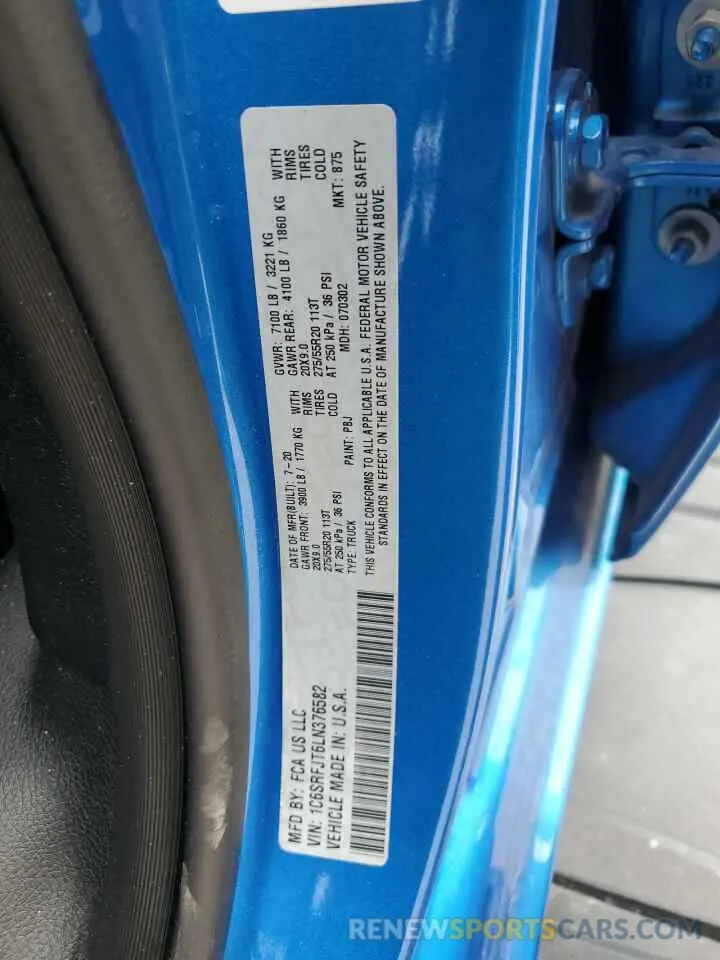 MFD BY: FCA US LLC
VIN: 1C6SRFJT6LN376582
VEHICLE MADE IN: U.S.A.
DATE OF MFR(BUILT): 7-20
GAWR FRONT: 3900 LB / 1770 KG WITH
20X9.0 RIMS
275/55R20 113T TIRES
AT 250 kPa / 36 PSI COLD
TYPE: TRUCK PAINT: PBJ
GVWR: 7100 LB / 3221 KG
GAWR REAR: 4100 LB / 1860 KG WITH
20X9.0 RIMS
275/55R20 113T TIRES
AT 250 kPa / 36 PSI COLD
MDH: 070302 MKT: 875
THIS VEHICLE CONFORMS TO ALL APPLICABLE U.S.A. FEDERAL MOTOR VEHICLE SAFETY
STANDARDS IN EFFECT ON THE DATE OF MANUFACTURE SHOWN ABOVE.
RENEWSPORTSCARS.COM